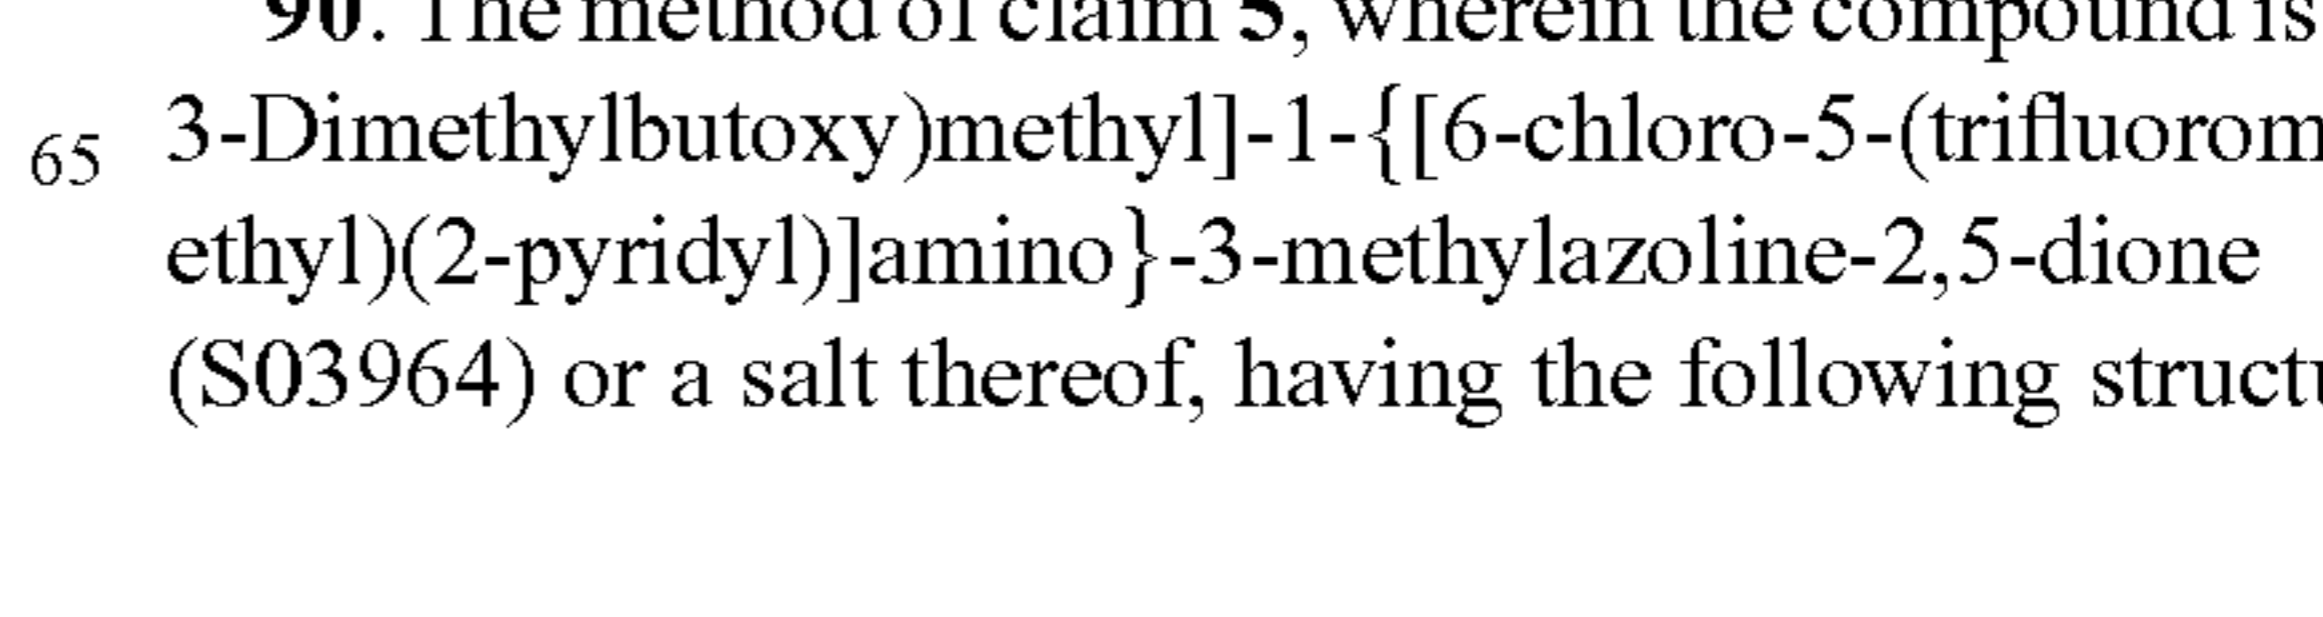 90. The method of claim 5, wherein the compound is
65 3-Dimethylbutoxy)methyl]-1-{[6-chloro-5-(trifluorom
ethyl)(2-pyridyl)]amino}-3-methylazoline-2,5-dione
(S03964) or a salt thereof, having the following